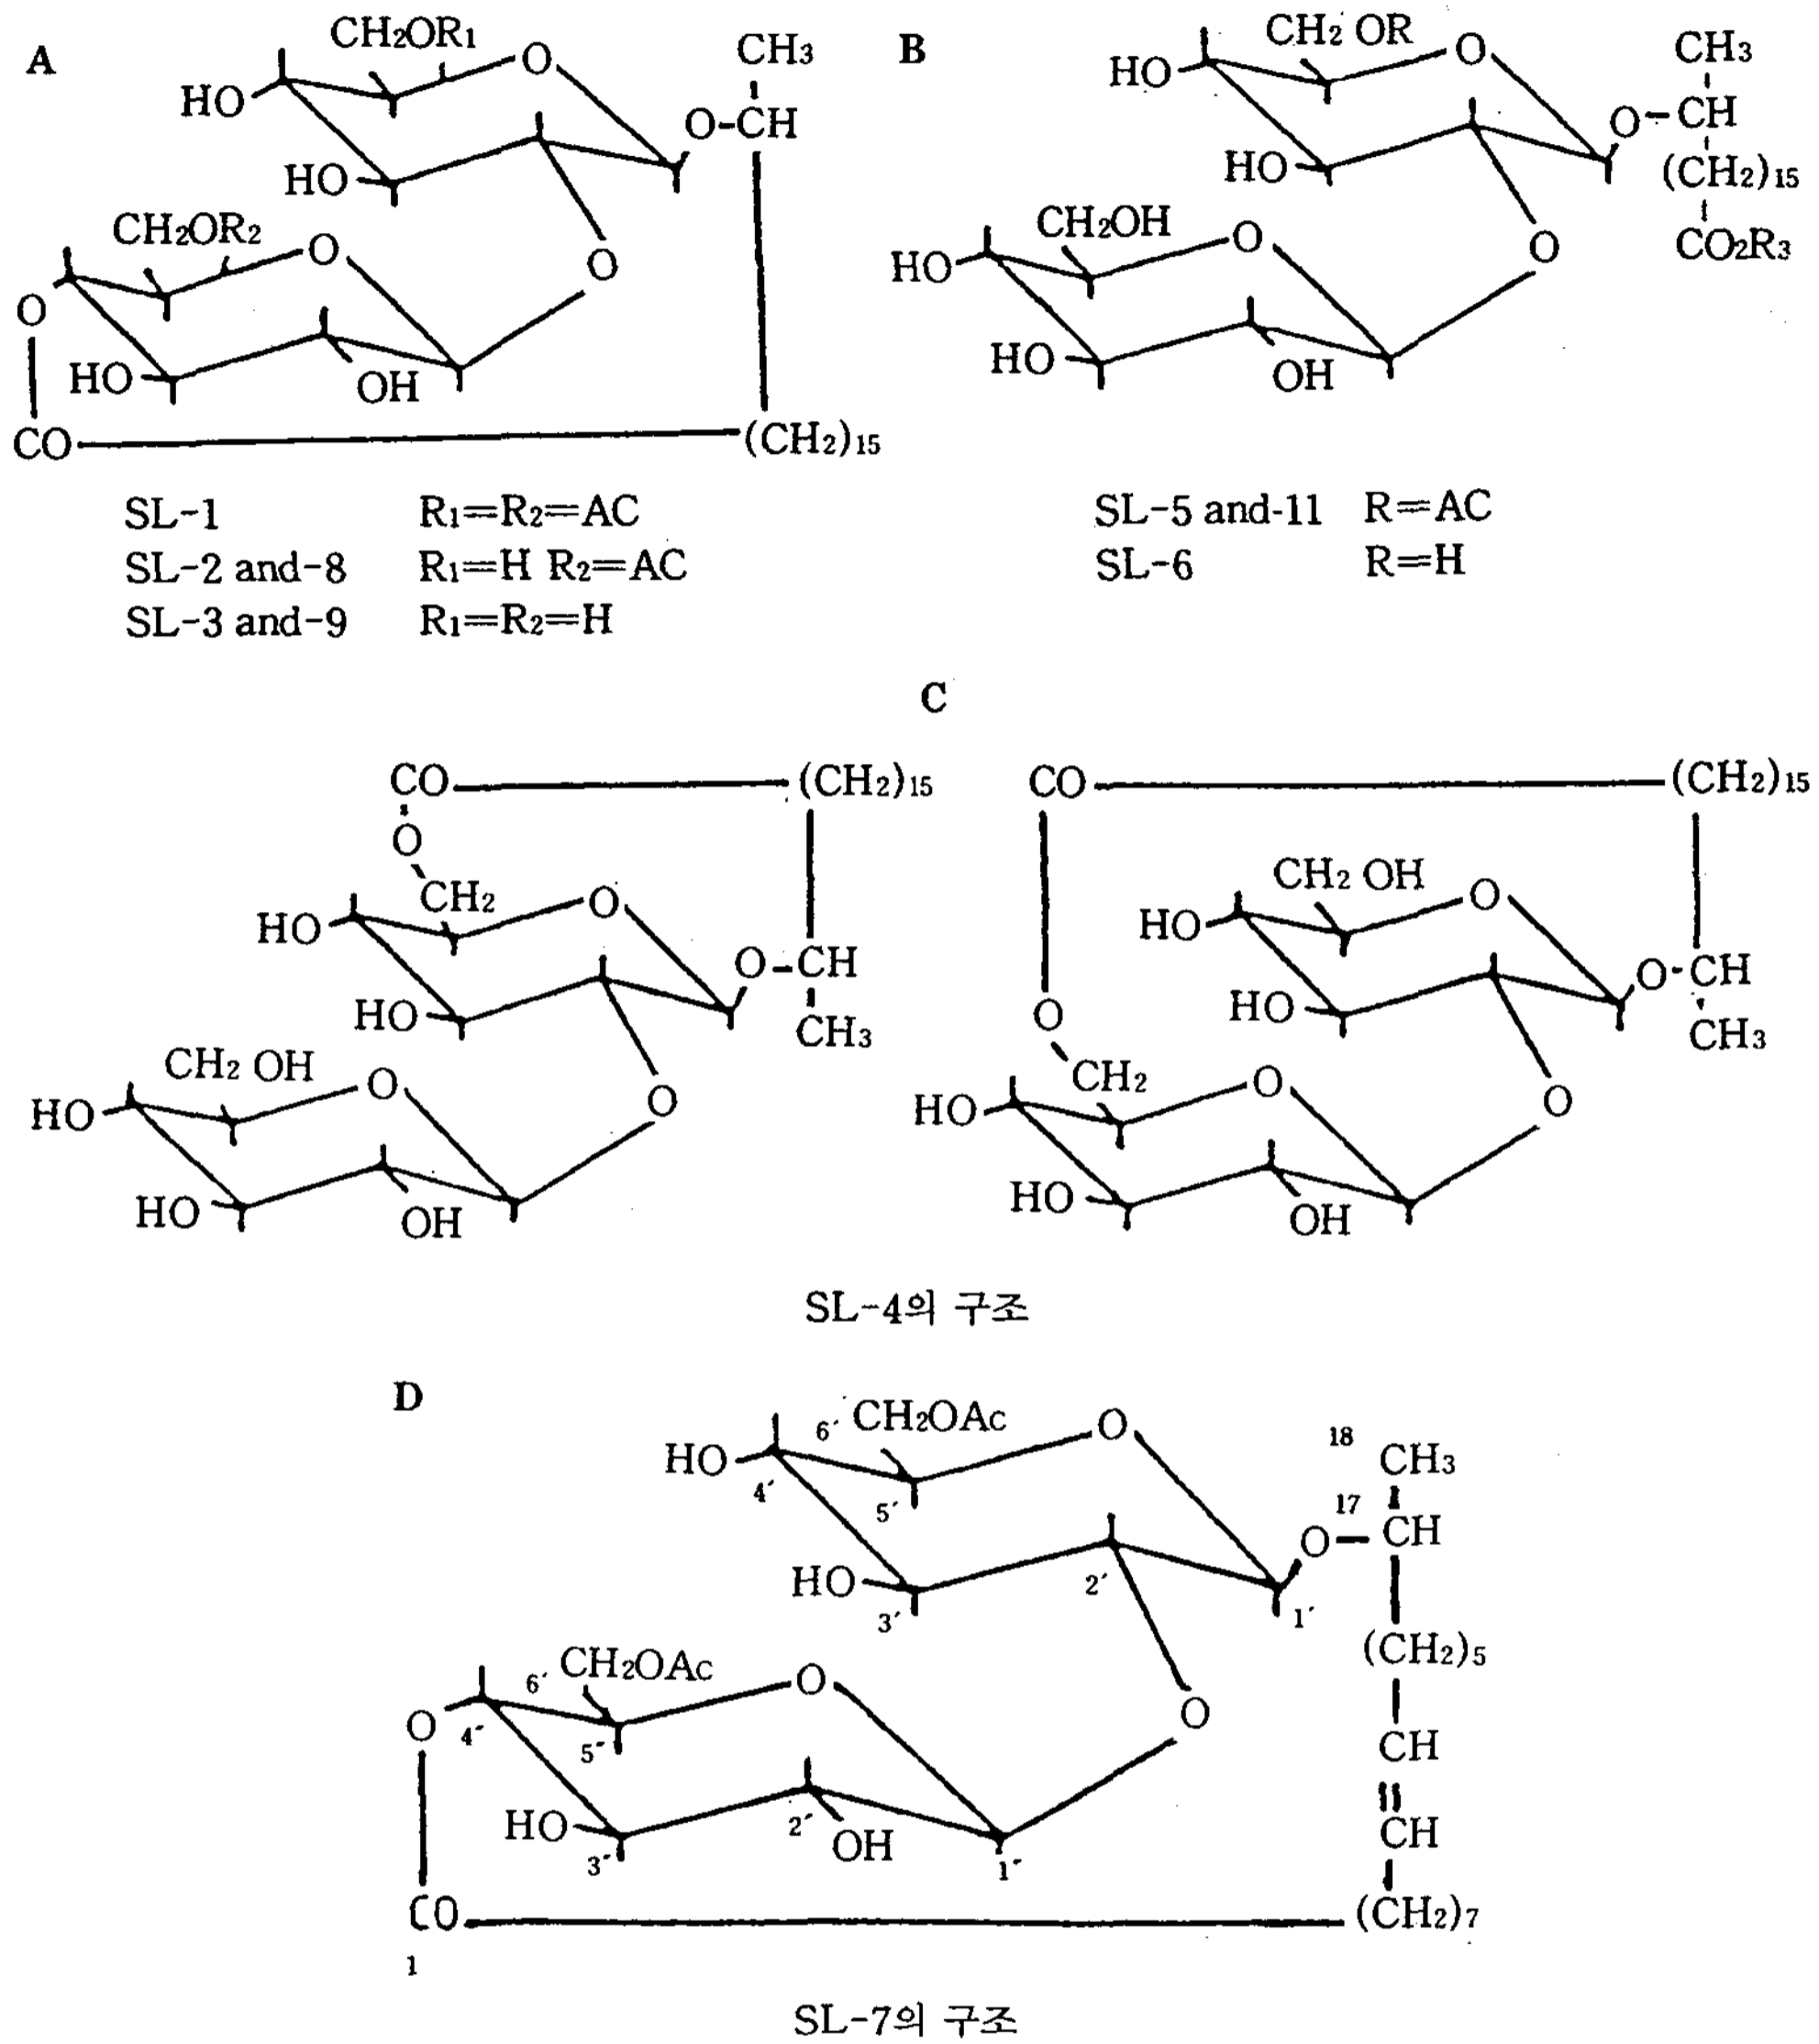 A
CH2OR1
O
CH3
HO
O-CH
HO
CH2OR2
O
O
O
HO
OH
CO
(CH2)15
SL-1 R1=R2=AC
SL-2 and-8 R1=H R2=AC
SL-3 and-9 R1=R2=H
B
CH2 OR
O
CH3
HO
O-CH
HO
(CH2)15
CH2OH
O
O
CO2R3
HO
HO
OH
SL-5 and-11 R=AC
SL-6 R=H
C
CO
(CH2)15
O
CH2
O
HO
O-CH
HO
CH3
CH2 OH
O
O
HO
HO
OH
CO
(CH2)15
CH2 OH
O
HO
O-CH
HO
O
CH3
CH2
O
O
HO
HO
OH
SL-4의 구조
D
6′ CH2OAc
O
18 CH3
HO
4′
5′
17
O-CH
HO
3′
2′
1′
(CH2)5
6′ CH2OAc
O
O
O
4″
5″
CH
HO
3″
2″
OH
1″
CH
CO
(CH2)7
1
SL-7의 구조